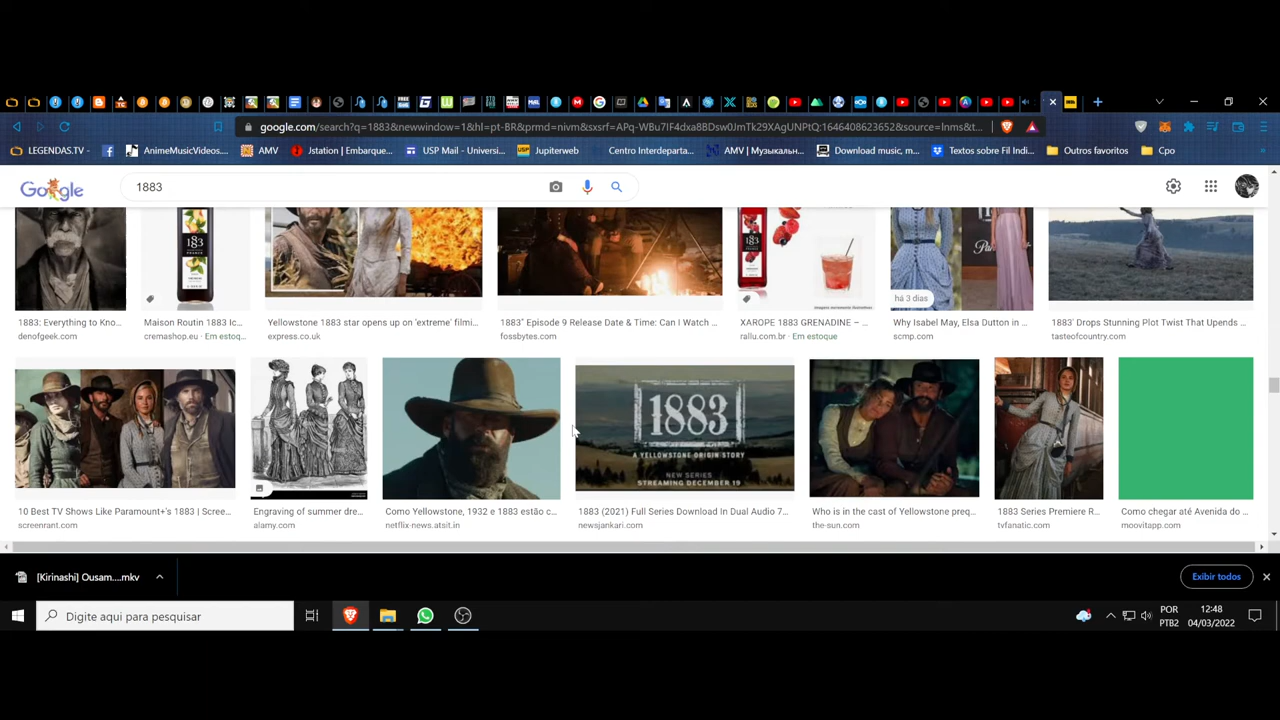 google.com/search?q=1883&newwindow=1&hl=pt-BR&prmd=nivm&sxsrf=APq-WBu7IF4dxa8BDsw0JmTk29XAgUNPtQ:1646408623652&source=lnms&t...
LEGENDAS.TV
AnimeMusicVideos...
AMV
Jstation | Embarque...
USP Mail - Universi...
Jupiterweb
Centro Interdeparta...
AMV | Музыкальн...
Download music, m...
Textos sobre Fil Indi...
Outros favoritos
Cpo
Google
1883
183
183
há 3 dias
1883: Everything to Kno...
denofgeek.com
Maison Routin 1883 Ic...
cremashop.eu · Em estoq...
Yellowstone 1883 star opens up on 'extreme' filmi...
express.co.uk
1883" Episode 9 Release Date & Time: Can I Watch ...
fossbytes.com
XAROPE 1883 GRENADINE – ...
rallu.com.br · Em estoque
Why Isabel May, Elsa Dutton in ...
scmp.com
1883' Drops Stunning Plot Twist That Upends ...
tasteofcountry.com
1883
A YELLOWSTONE ORIGIN STORY
NEW SERIES
STREAMING DECEMBER 19
10 Best TV Shows Like Paramount+'s 1883 | Scree...
screenrant.com
Engraving of summer dre...
alamy.com
Como Yellowstone, 1932 e 1883 estão c...
netflix-news.atsit.in
1883 (2021) Full Series Download In Dual Audio 7...
newsjankari.com
Who is in the cast of Yellowstone preq...
the-sun.com
1883 Series Premiere R...
tvfanatic.com
Como chegar até Avenida do ...
moovitapp.com
[Kirinashi] Ousam....mkv
Exibir todos
Digite aqui para pesquisar
POR
PTB2
12:48
04/03/2022